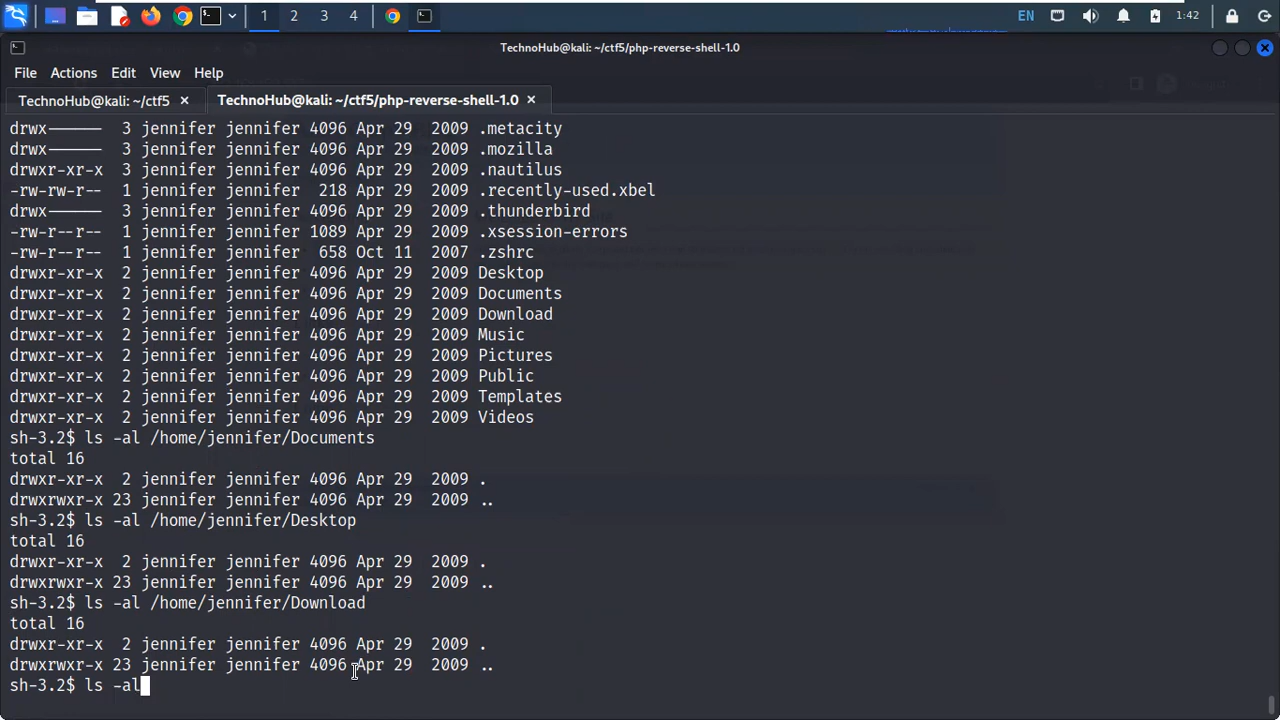 1 2 3 4 EN 1:42
TechnoHub@kali: ~/ctf5/php-reverse-shell-1.0
File Actions Edit View Help
TechnoHub@kali: ~/ctf5 × TechnoHub@kali: ~/ctf5/php-reverse-shell-1.0 ×
drwx------ 3 jennifer jennifer 4096 Apr 29 2009 .metacity
drwx------ 3 jennifer jennifer 4096 Apr 29 2009 .mozilla
drwxr-xr-x 3 jennifer jennifer 4096 Apr 29 2009 .nautilus
-rw-rw-r-- 1 jennifer jennifer 218 Apr 29 2009 .recently-used.xbel
drwx------ 3 jennifer jennifer 4096 Apr 29 2009 .thunderbird
-rw-r--r-- 1 jennifer jennifer 1089 Apr 29 2009 .xsession-errors
-rw-r--r-- 1 jennifer jennifer 658 Oct 11 2007 .zshrc
drwxr-xr-x 2 jennifer jennifer 4096 Apr 29 2009 Desktop
drwxr-xr-x 2 jennifer jennifer 4096 Apr 29 2009 Documents
drwxr-xr-x 2 jennifer jennifer 4096 Apr 29 2009 Download
drwxr-xr-x 2 jennifer jennifer 4096 Apr 29 2009 Music
drwxr-xr-x 2 jennifer jennifer 4096 Apr 29 2009 Pictures
drwxr-xr-x 2 jennifer jennifer 4096 Apr 29 2009 Public
drwxr-xr-x 2 jennifer jennifer 4096 Apr 29 2009 Templates
drwxr-xr-x 2 jennifer jennifer 4096 Apr 29 2009 Videos
sh-3.2$ ls -al /home/jennifer/Documents
total 16
drwxr-xr-x 2 jennifer jennifer 4096 Apr 29 2009 .
drwxrwxr-x 23 jennifer jennifer 4096 Apr 29 2009 ..
sh-3.2$ ls -al /home/jennifer/Desktop
total 16
drwxr-xr-x 2 jennifer jennifer 4096 Apr 29 2009 .
drwxrwxr-x 23 jennifer jennifer 4096 Apr 29 2009 ..
sh-3.2$ ls -al /home/jennifer/Download
total 16
drwxr-xr-x 2 jennifer jennifer 4096 Apr 29 2009 .
drwxrwxr-x 23 jennifer jennifer 4096 Apr 29 2009 ..
sh-3.2$ ls -al